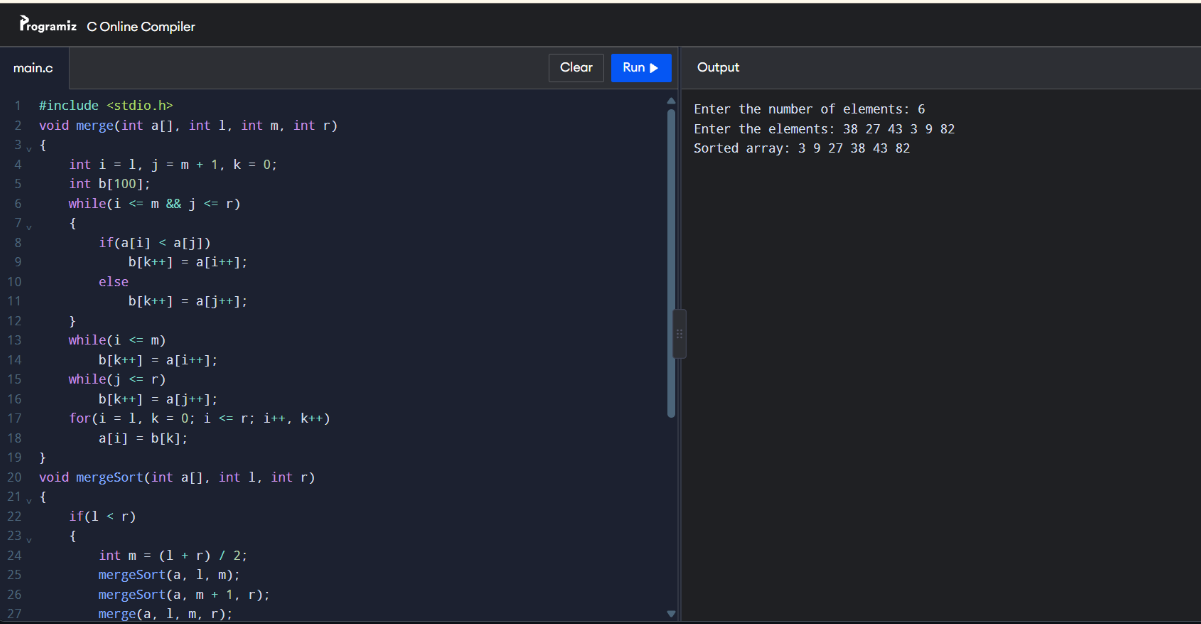 Programiz C Online Compiler
main.c
Clear
Run
Output
1 #include <stdio.h>
2 void merge(int a[], int l, int m, int r)
3 {
4     int i = l, j = m + 1, k = 0;
5     int b[100];
6     while(i <= m && j <= r)
7     {
8         if(a[i] < a[j])
9             b[k++] = a[i++];
10         else
11             b[k++] = a[j++];
12     }
13     while(i <= m)
14         b[k++] = a[i++];
15     while(j <= r)
16         b[k++] = a[j++];
17     for(i = l, k = 0; i <= r; i++, k++)
18         a[i] = b[k];
19 }
20 void mergeSort(int a[], int l, int r)
21 {
22     if(l < r)
23     {
24         int m = (l + r) / 2;
25         mergeSort(a, l, m);
26         mergeSort(a, m + 1, r);
27         merge(a, l, m, r);
Enter the number of elements: 6
Enter the elements: 38 27 43 3 9 82
Sorted array: 3 9 27 38 43 82